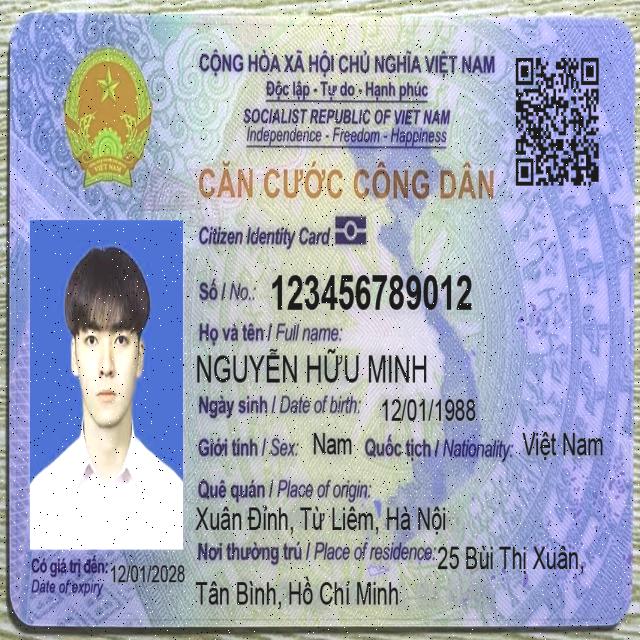 CỘNG HÒA XÃ HỘI CHỦ NGHĨA VIỆT NAM
Độc lập - Tự do - Hạnh phúc
SOCIALIST REPUBLIC OF VIET NAM
Independence - Freedom - Happiness
CĂN CƯỚC CÔNG DÂN
Citizen Identity Card
Số / No.: 123456789012
Họ và tên / Full name:
NGUYỄN HỮU MINH
Ngày sinh / Date of birth: 12/01/1988
Giới tính / Sex: Nam Quốc tịch / Nationality: Việt Nam
Quê quán / Place of origin:
Xuân Đỉnh, Từ Liêm, Hà Nội
Nơi thường trú / Place of residence: 25 Bùi Thị Xuân,
Tân Bình, Hồ Chí Minh
Có giá trị đến: 12/01/2028
Date of expiry
VIỆT NAM